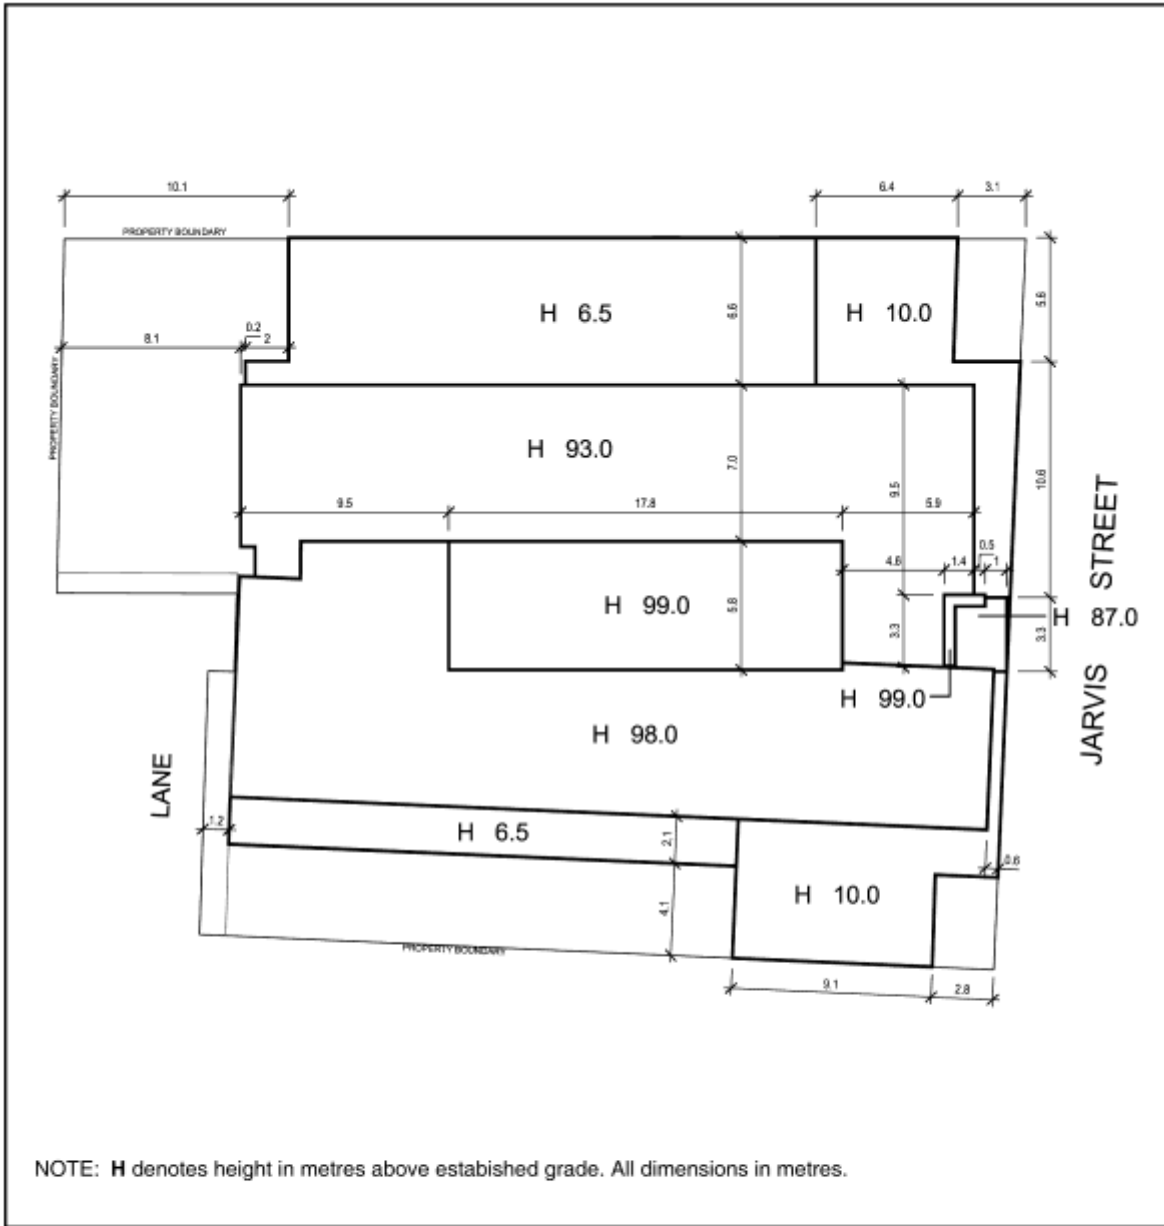 10.1
6.4
3.1
PROPERTY BOUNDARY
H 6.5
6.6
H 10.0
5.6
0.2
2
8.1
PROPERTY BOUNDARY
H 93.0
7.0
9.5
10.6
9.5
17.8
5.9
JARVIS STREET
0.5
4.6
1.4
1
H 99.0
5.8
3.3
H 87.0
3.3
H 99.0
H 98.0
LANE
1.2
H 6.5
2.1
0.6
H 10.0
4.1
PROPERTY BOUNDARY
9.1
2.8
NOTE: H denotes height in metres above estabished grade. All dimensions in metres.